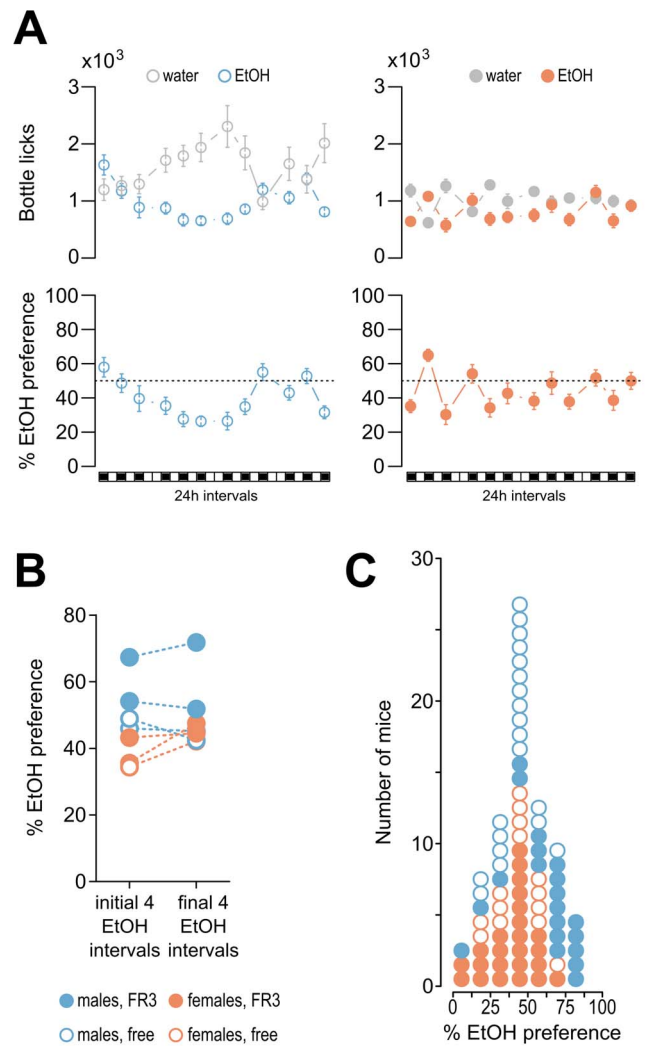 A
x10³
water EtOH
3
2
1
0
Bottle licks
x10³
water EtOH
3
2
1
0
100
80
60
40
20
0
% EtOH preference
24h intervals
100
80
60
40
20
0
24h intervals
B
80
60
40
20
0
% EtOH preference
initial 4 final 4
EtOH EtOH
intervals intervals
males, FR3 females, FR3
males, free females, free
C
30
20
10
0
Number of mice
0 25 50 75 100
% EtOH preference